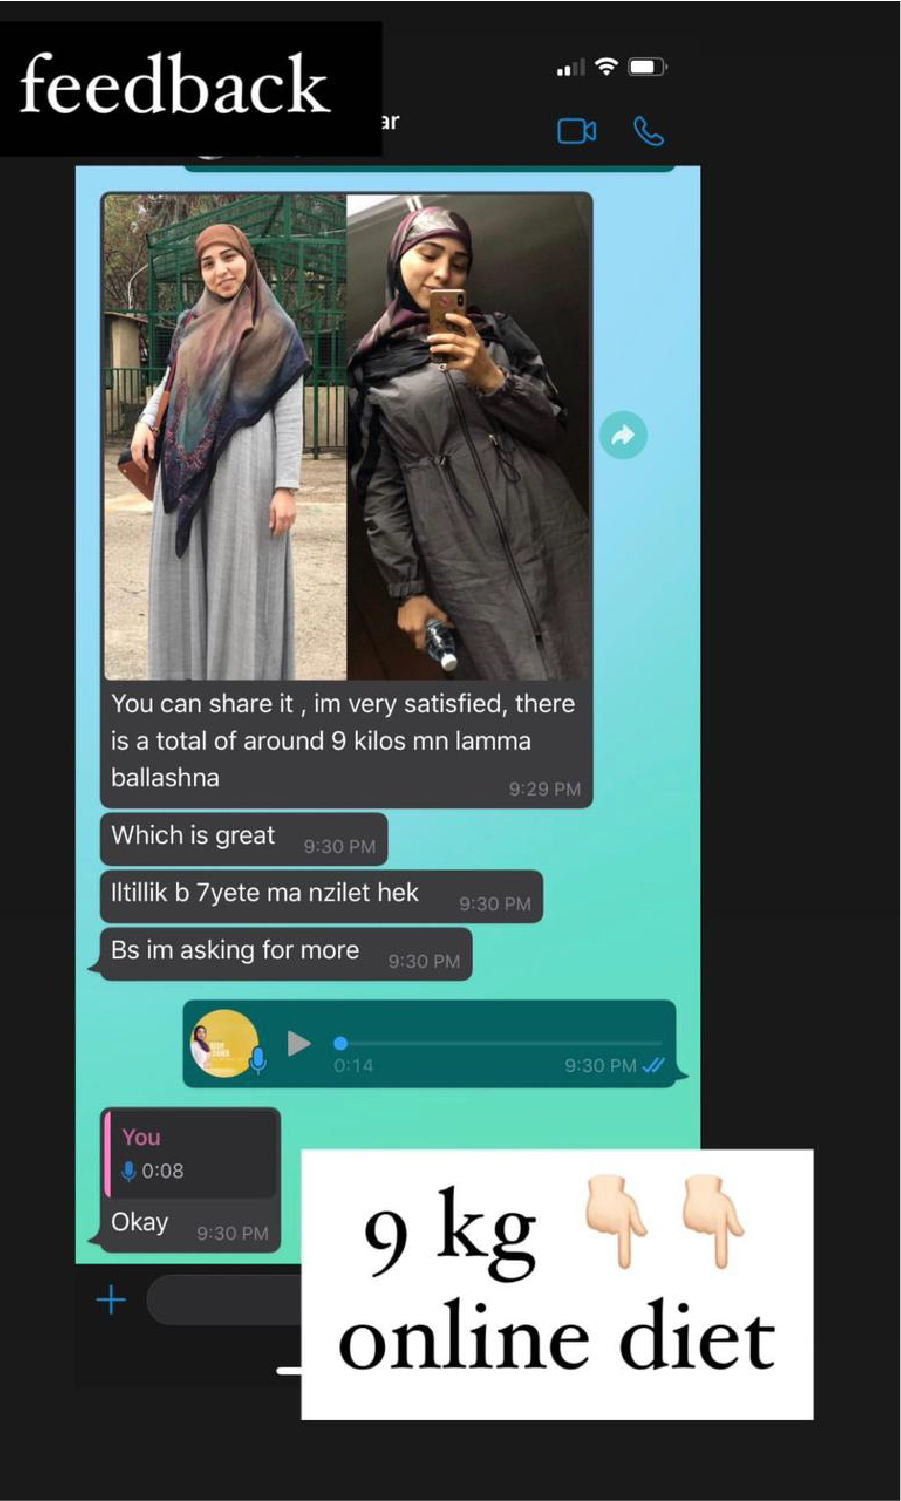 feedback
ar
You can share it , im very satisfied, there
is a total of around 9 kilos mn lamma
ballashna
9:29 PM
Which is great 9:30 PM
Iltillik b 7yete ma nzilet hek 9:30 PM
Bs im asking for more 9:30 PM
0:14 9:30 PM
You
0:08
Okay 9:30 PM
9 kg 👇🏻👇🏻
online diet